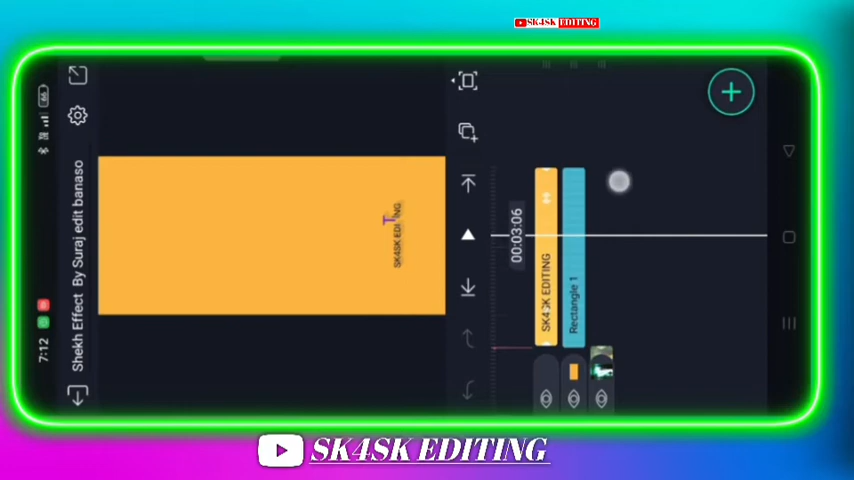 SK4SK EDITING
7:12
66
Shekh Effect By Suraj edit banaso
SK4SK EDITING
00:03:06
SK4SK EDITING
Rectangle 1
SK4SK EDITING